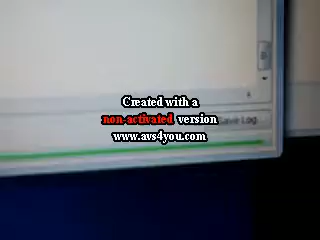 Created with a
non-activated version
www.avs4you.com
Save Log